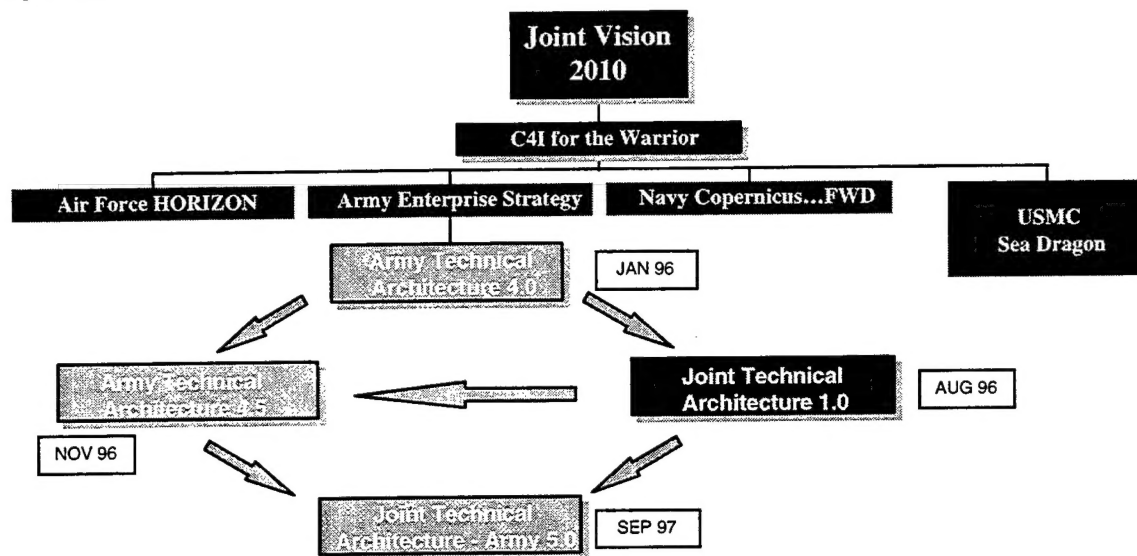 Joint Vision
2010
C4I for the Warrior
Air Force HORIZON
Army Enterprise Strategy
Navy Copernicus...FWD
USMC
Sea Dragon
Army Technical
Architecture 4.0
JAN 96
Army Technical
Architecture 4.5
NOV 96
Joint Technical
Architecture 1.0
AUG 96
Joint Technical
Architecture - Army 5.0
SEP 97